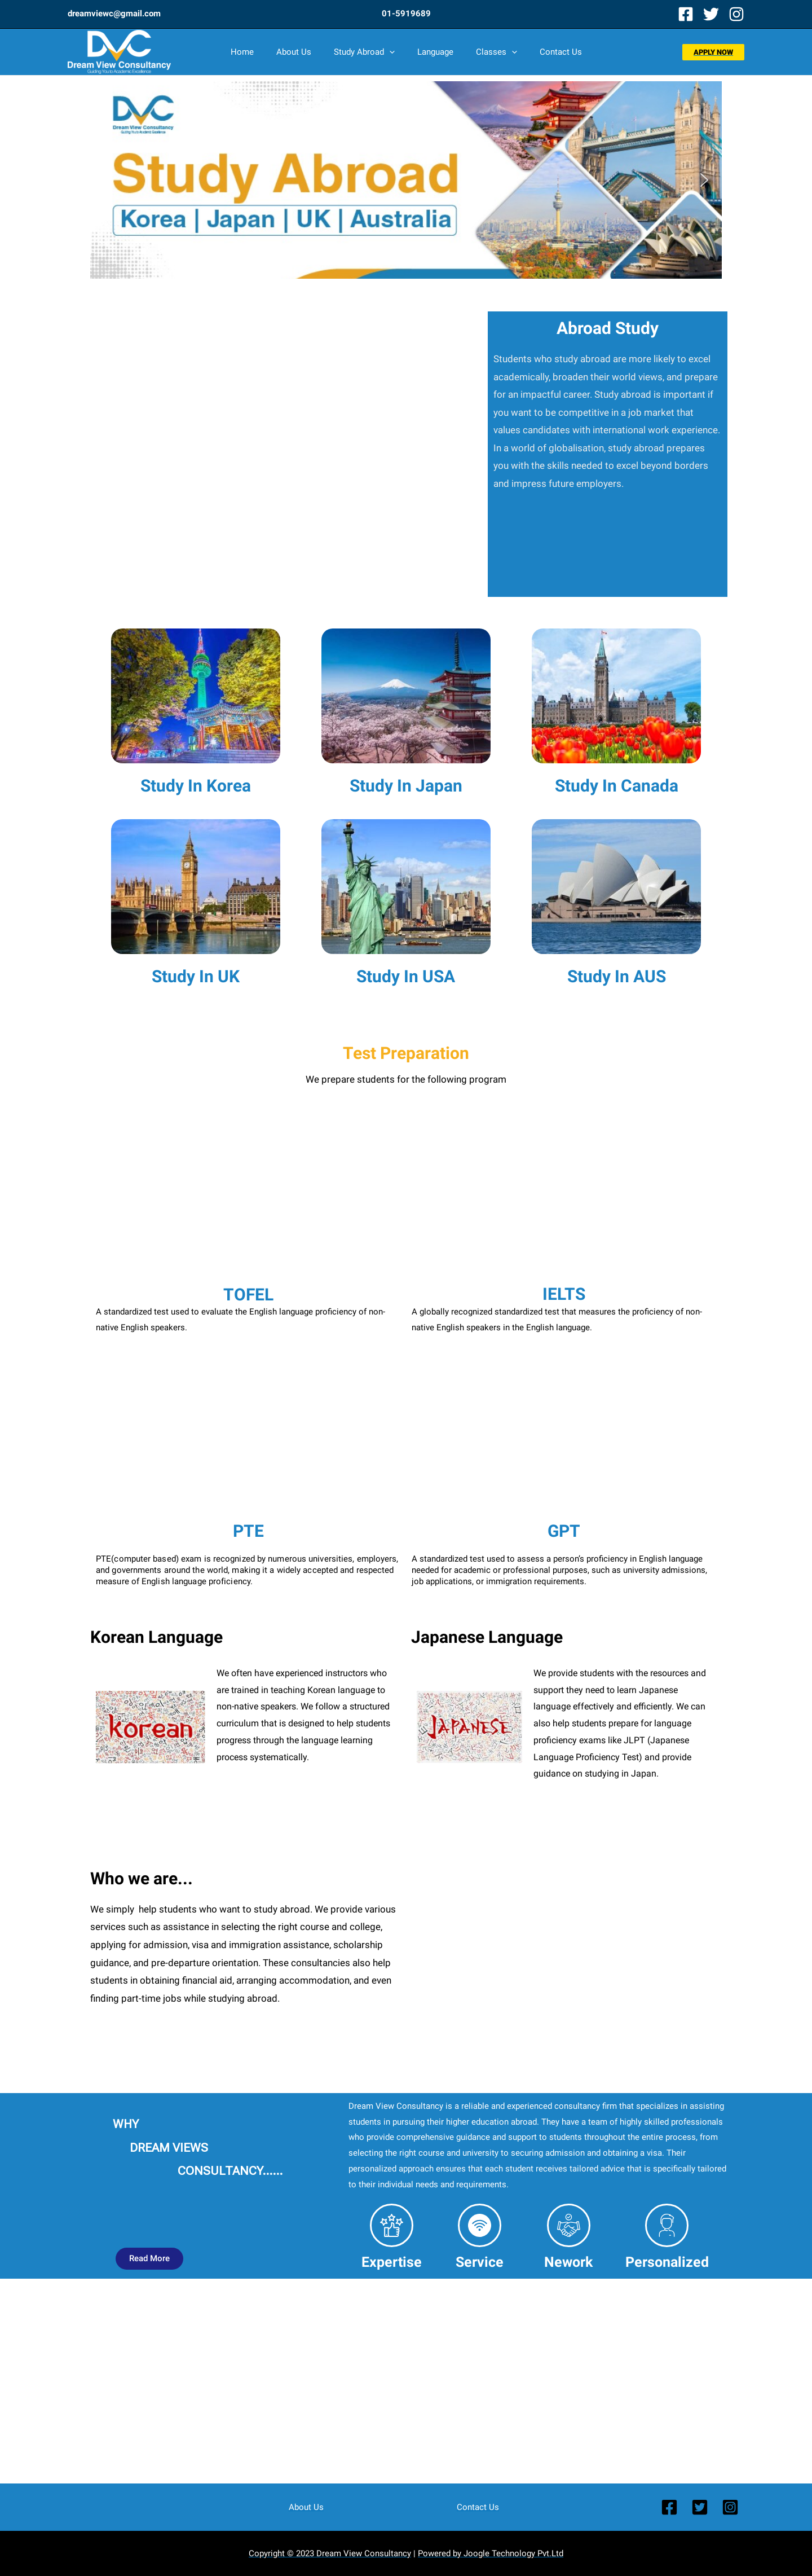 dreamviewc@gmail.com
01-5919689
DVC
Dream View Consultancy
Guiding You to Academic Excellence
Home
About Us
Study Abroad
Language
Classes
Contact Us
APPLY NOW
DVC
Dream View Consultancy
Guiding You to Academic Excellence
Study Abroad
Korea | Japan | UK | Australia
Abroad Study
Students who study abroad are more likely to excel
academically, broaden their world views, and prepare
for an impactful career. Study abroad is important if
you want to be competitive in a job market that
values candidates with international work experience.
In a world of globalisation, study abroad prepares
you with the skills needed to excel beyond borders
and impress future employers.
Study In Korea
Study In Japan
Study In Canada
Study In UK
Study In USA
Study In AUS
Test Preparation
We prepare students for the following program
TOFEL
A standardized test used to evaluate the English language proficiency of non-
native English speakers.
IELTS
A globally recognized standardized test that measures the proficiency of non-
native English speakers in the English language.
PTE
PTE(computer based) exam is recognized by numerous universities, employers,
and governments around the world, making it a widely accepted and respected
measure of English language proficiency.
GPT
A standardized test used to assess a person's proficiency in English language
needed for academic or professional purposes, such as university admissions,
job applications, or immigration requirements.
Korean Language
korean
We often have experienced instructors who
are trained in teaching Korean language to
non-native speakers. We follow a structured
curriculum that is designed to help students
progress through the language learning
process systematically.
Japanese Language
JAPANESE
We provide students with the resources and
support they need to learn Japanese
language effectively and efficiently. We can
also help students prepare for language
proficiency exams like JLPT (Japanese
Language Proficiency Test) and provide
guidance on studying in Japan.
Who we are...
We simply  help students who want to study abroad. We provide various
services such as assistance in selecting the right course and college,
applying for admission, visa and immigration assistance, scholarship
guidance, and pre-departure orientation. These consultancies also help
students in obtaining financial aid, arranging accommodation, and even
finding part-time jobs while studying abroad.
WHY
DREAM VIEWS
CONSULTANCY......
Read More
Dream View Consultancy is a reliable and experienced consultancy firm that specializes in assisting
students in pursuing their higher education abroad. They have a team of highly skilled professionals
who provide comprehensive guidance and support to students throughout the entire process, from
selecting the right course and university to securing admission and obtaining a visa. Their
personalized approach ensures that each student receives tailored advice that is specifically tailored
to their individual needs and requirements.
Expertise
Service
Nework
Personalized
About Us
Contact Us
Copyright © 2023 Dream View Consultancy | Powered by Joogle Technology Pvt.Ltd